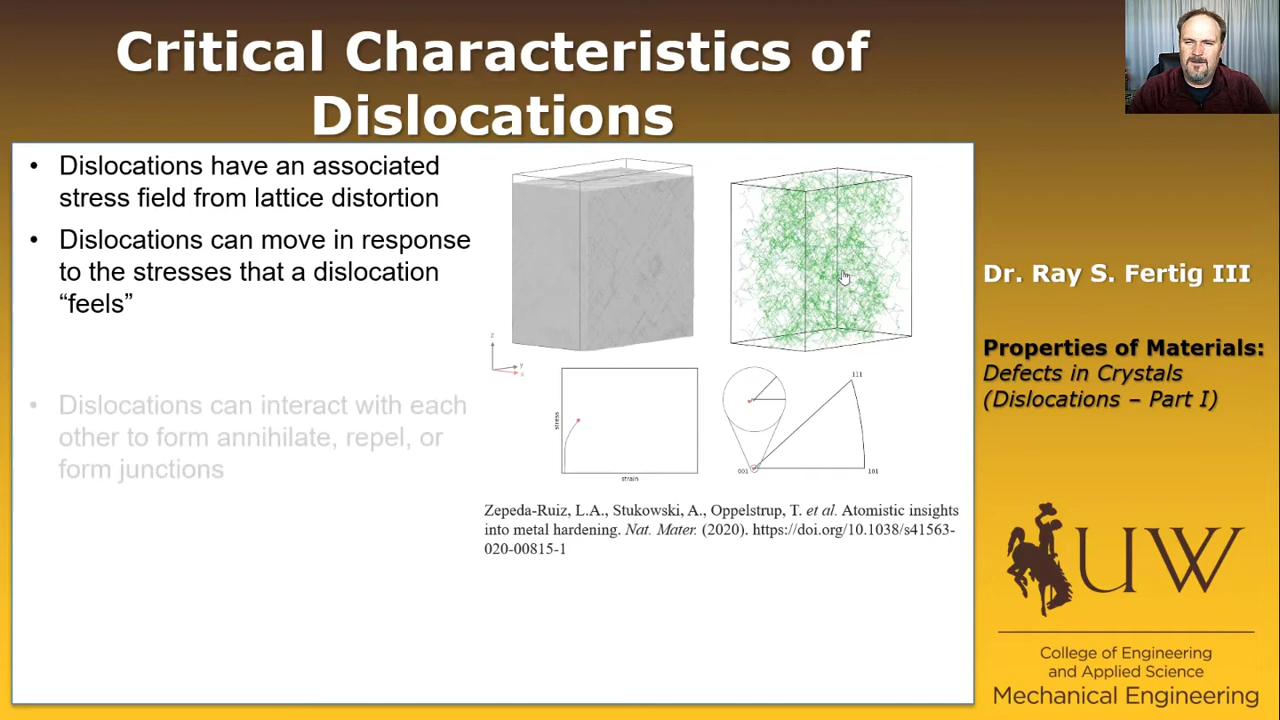 Critical Characteristics of
Dislocations
• Dislocations have an associated
stress field from lattice distortion
• Dislocations can move in response
to the stresses that a dislocation
“feels”
• Dislocations can interact with each
other to form annihilate, repel, or
form junctions
z
y
x
stress
strain
111
001
101
Zepeda-Ruiz, L.A., Stukowski, A., Oppelstrup, T. et al. Atomistic insights
into metal hardening. Nat. Mater. (2020). https://doi.org/10.1038/s41563-
020-00815-1
Dr. Ray S. Fertig III
Properties of Materials:
Defects in Crystals
(Dislocations – Part I)
UW
College of Engineering
and Applied Science
Mechanical Engineering